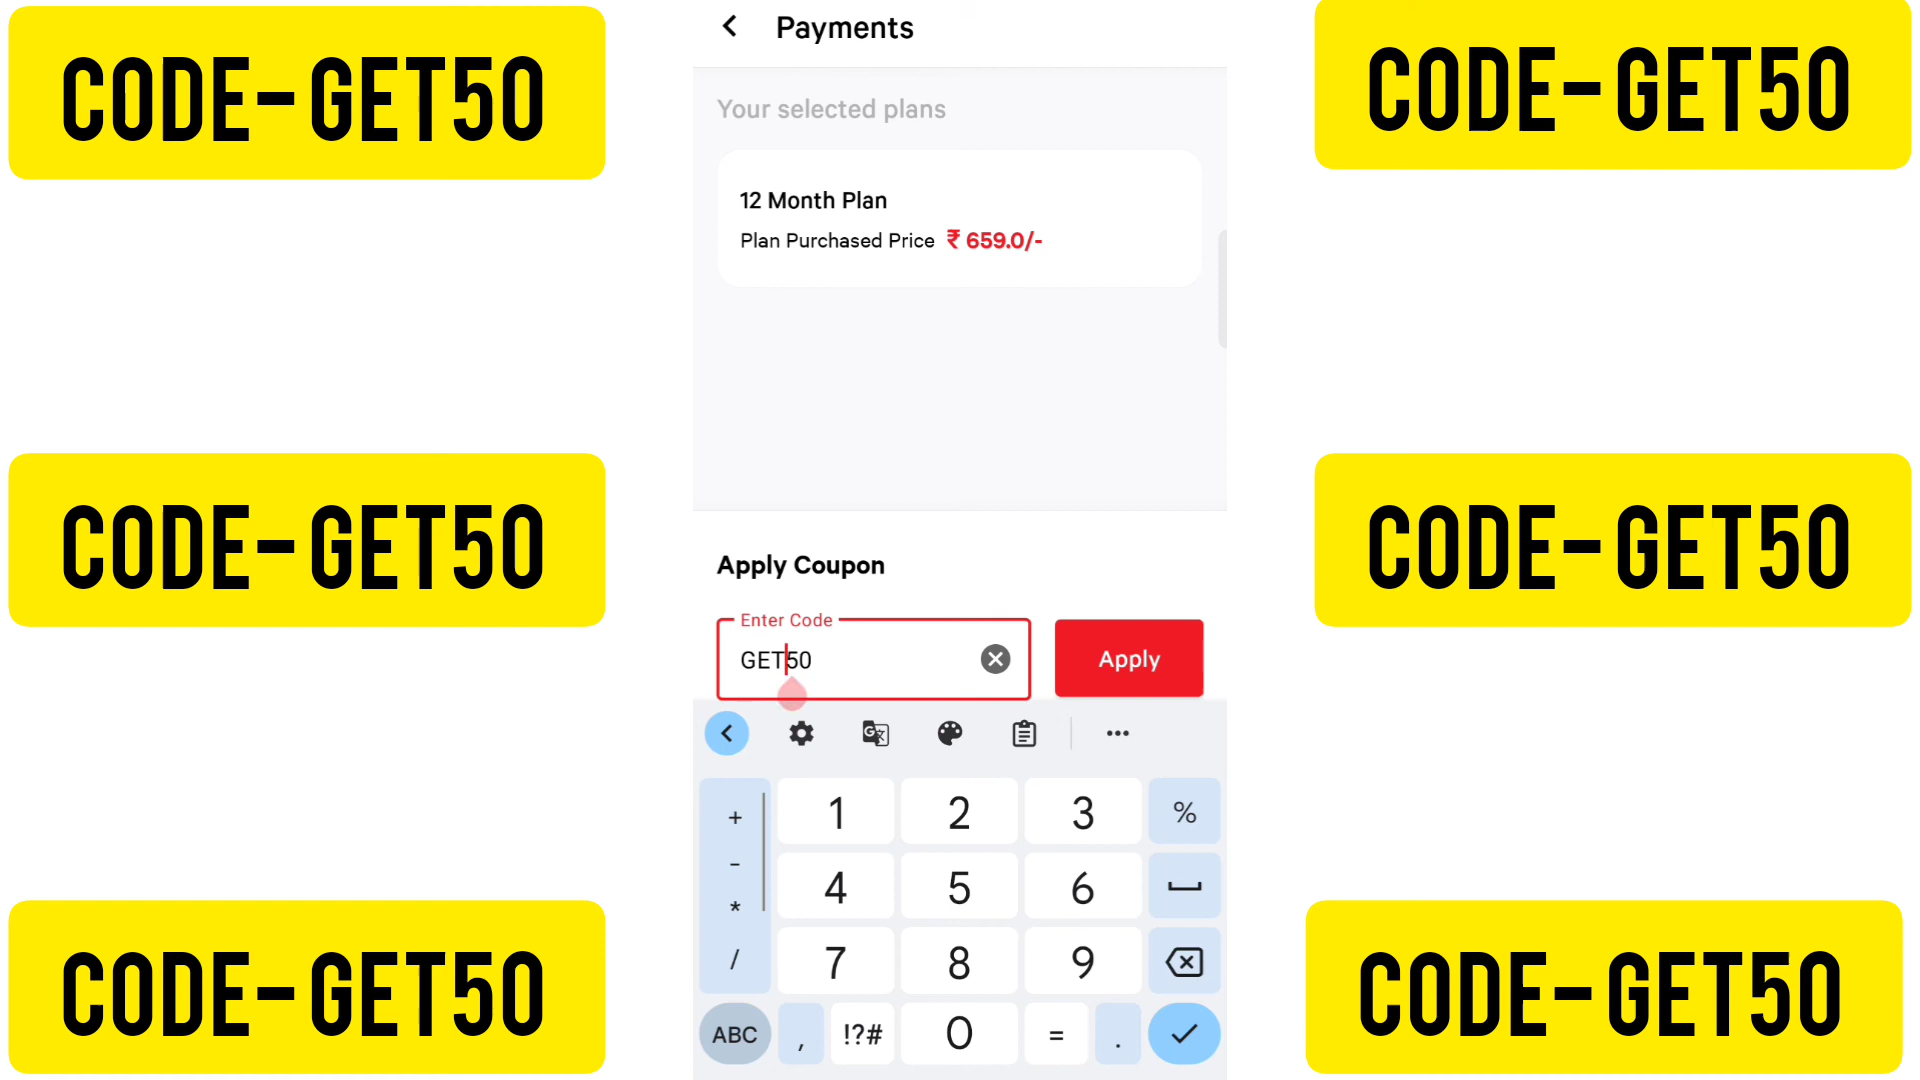 CODE-GET50
CODE-GET50
Payments
Your selected plans
12 Month Plan
Plan Purchased Price ₹ 659.0/-
CODE-GET50
CODE-GET50
Apply Coupon
Enter Code
GET50
Apply
+ 1 2 3 %
-
4 5 6
*
/ 7 8 9
ABC , !?# 0 = .
CODE-GET50
CODE-GET50